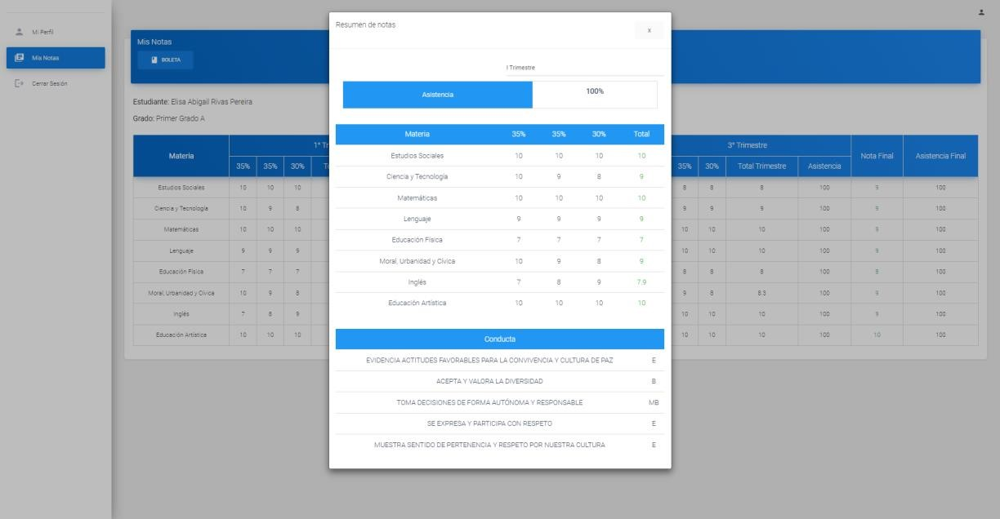 Mi Perfil
Mis Notas
Cerrar Sesión
Mis Notas
BOLETA
Estudiante: Elisa Abigail Rivas Pereira
Grado: Primer Grado A
Materia 1° Tr 3° Trimestre Nota Final Asistencia Final
35% 35% 30% 35% 30% Total Trimestre Asistencia
Estudios Sociales 10 10 10 8 8 8 100 9 100
Ciencia y Tecnología 10 9 8 9 9 9 100 9 100
Matemáticas 10 10 10 10 10 10 100 9 100
Lenguaje 9 9 9 10 10 10 100 9 100
Educación Física 7 7 7 8 8 8 100 8 100
Moral, Urbanidad y Cívica 10 9 8 9 8 8.3 100 9 100
Inglés 7 8 9 10 10 10 100 9 100
Educación Artística 10 10 10 10 10 10 100 10 100
Resumen de notas
x
I Trimestre
Asistencia 100%
Materia 35% 35% 30% Total
Estudios Sociales 10 10 10 10
Ciencia y Tecnología 10 9 8 9
Matemáticas 10 10 10 10
Lenguaje 9 9 9 9
Educación Física 7 7 7 7
Moral, Urbanidad y Cívica 10 9 8 9
Inglés 7 8 9 7.9
Educación Artística 10 10 10 10
Conducta
EVIDENCIA ACTITUDES FAVORABLES PARA LA CONVIVENCIA Y CULTURA DE PAZ E
ACEPTA Y VALORA LA DIVERSIDAD B
TOMA DECISIONES DE FORMA AUTÓNOMA Y RESPONSABLE MB
SE EXPRESA Y PARTICIPA CON RESPETO E
MUESTRA SENTIDO DE PERTENENCIA Y RESPETO POR NUESTRA CULTURA E